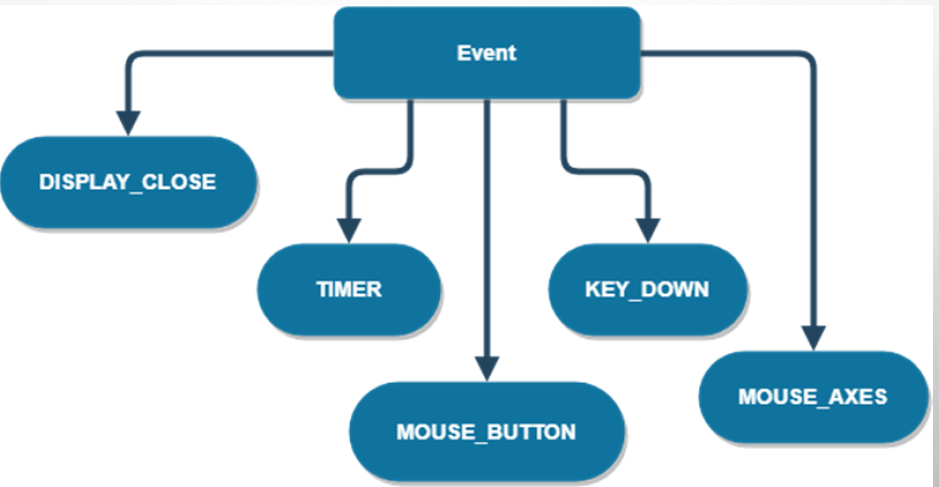 Event
DISPLAY_CLOSE
TIMER
KEY_DOWN
MOUSE_AXES
MOUSE_BUTTON